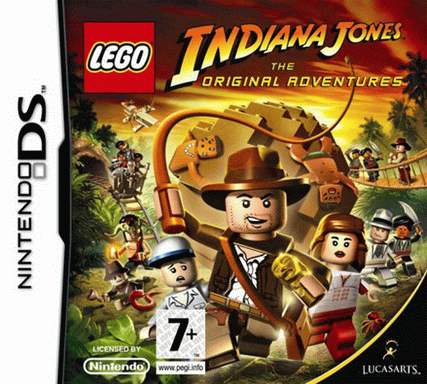 NINTENDO DS
LEGO
INDIANA JONES
THE
ORIGINAL ADVENTURES
7+
www.pegi.info
LICENSED BY
Nintendo
LUCASARTS